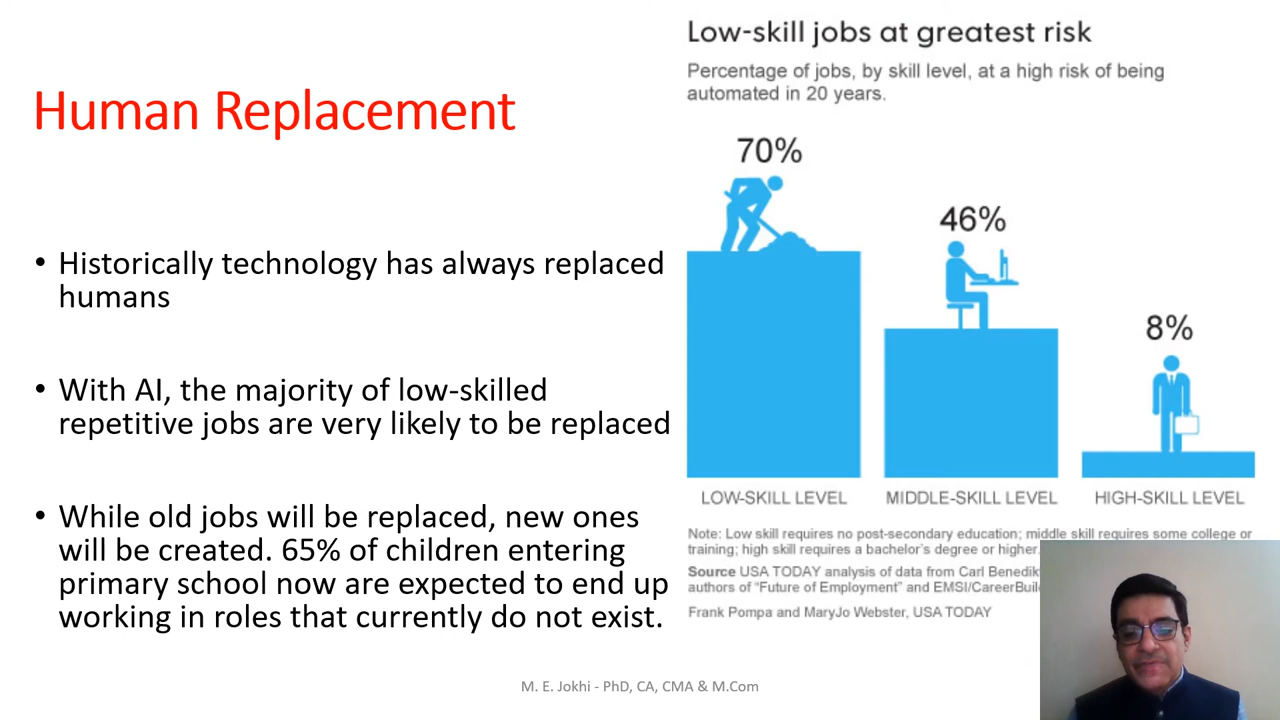 Human Replacement
• Historically technology has always replaced
humans
• With AI, the majority of low-skilled
repetitive jobs are very likely to be replaced
• While old jobs will be replaced, new ones
will be created. 65% of children entering
primary school now are expected to end up
working in roles that currently do not exist.
Low-skill jobs at greatest risk
Percentage of jobs, by skill level, at a high risk of being
automated in 20 years.
70%
46%
8%
LOW-SKILL LEVEL
MIDDLE-SKILL LEVEL
HIGH-SKILL LEVEL
Note: Low skill requires no post-secondary education; middle skill requires some college or
training; high skill requires a bachelor's degree or higher.
Source USA TODAY analysis of data from Carl
authors of “Future of Employment” and
Frank Pompa and MaryJo Webster, USA TODAY
M. E. Jokhi - PhD, CA, CMA & M.Com